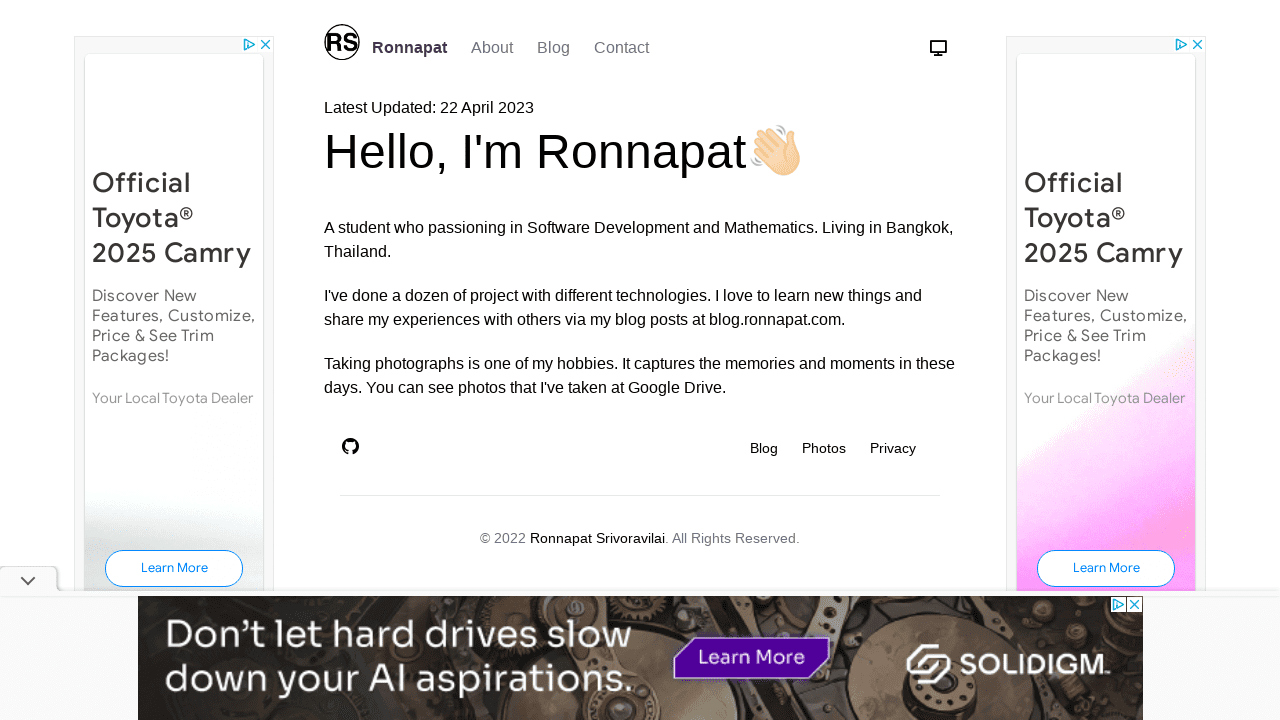 RS Ronnapat About Blog Contact
Latest Updated: 22 April 2023
Hello, I'm Ronnapat👋🏻
A student who passioning in Software Development and Mathematics. Living in Bangkok,
Thailand.
I've done a dozen of project with different technologies. I love to learn new things and
share my experiences with others via my blog posts at blog.ronnapat.com.
Taking photographs is one of my hobbies. It captures the memories and moments in these
days. You can see photos that I've taken at Google Drive.
Blog Photos Privacy
© 2022 Ronnapat Srivoravilai. All Rights Reserved.
Official
Toyota®
2025 Camry
Discover New
Features, Customize,
Price & See Trim
Packages!
Your Local Toyota Dealer
Learn More
Official
Toyota®
2025 Camry
Discover New
Features, Customize,
Price & See Trim
Packages!
Your Local Toyota Dealer
Learn More
Don't let hard drives slow
down your AI aspirations.
Learn More
SOLIDIGM.